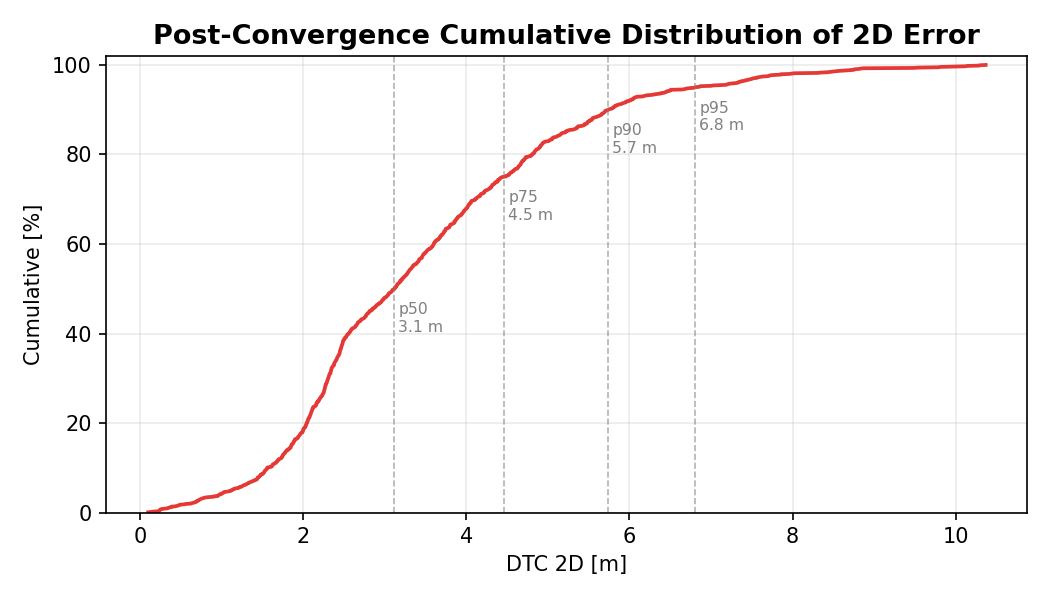 Post-Convergence Cumulative Distribution of 2D Error
100
80
60
40
20
0
Cumulative [%]
p50
3.1 m
p75
4.5 m
p90
5.7 m
p95
6.8 m
0
2
4
6
8
10
DTC 2D [m]